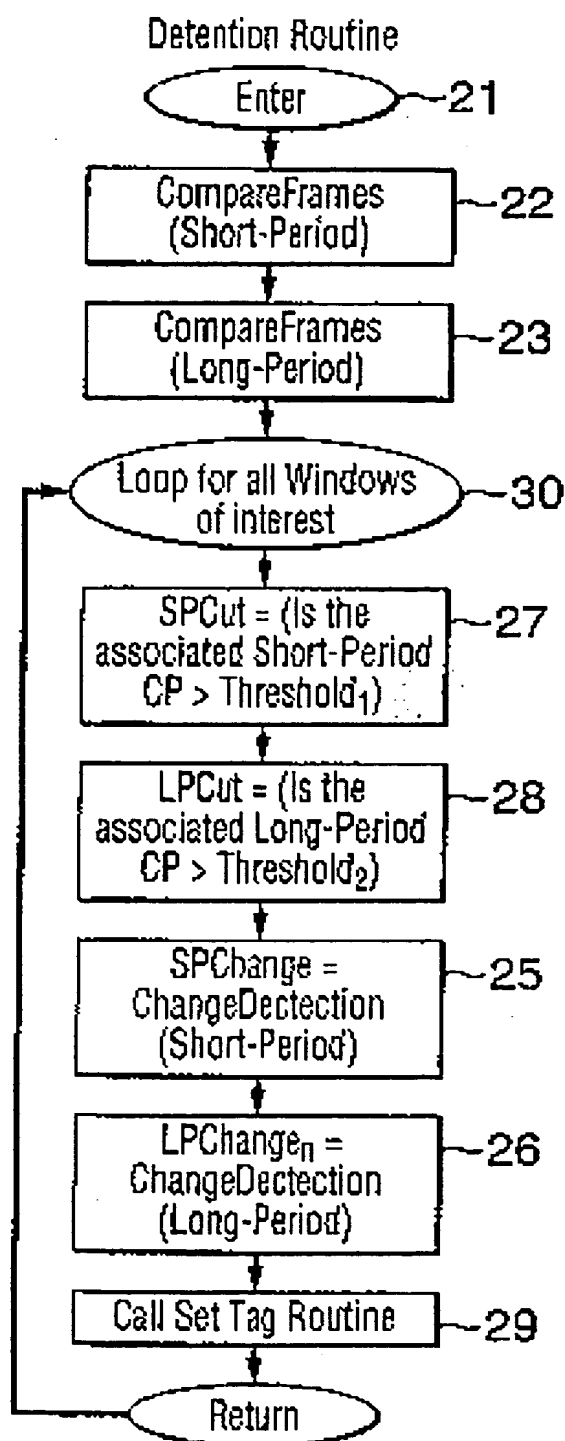 Detention Routine
Enter
21
CompareFrames
(Short-Period)
22
CompareFrames
(Long-Period)
23
Loop for all Windows
of interest
30
SPCut = (Is the
associated Short-Period
CP > Threshold₁)
27
LPCut = (Is the
associated Long-Period
CP > Threshold₂)
28
SPChange =
ChangeDectection
(Short-Period)
25
LPChangeₙ =
ChangeDectection
(Long-Period)
26
Call Set Tag Routine
29
Return